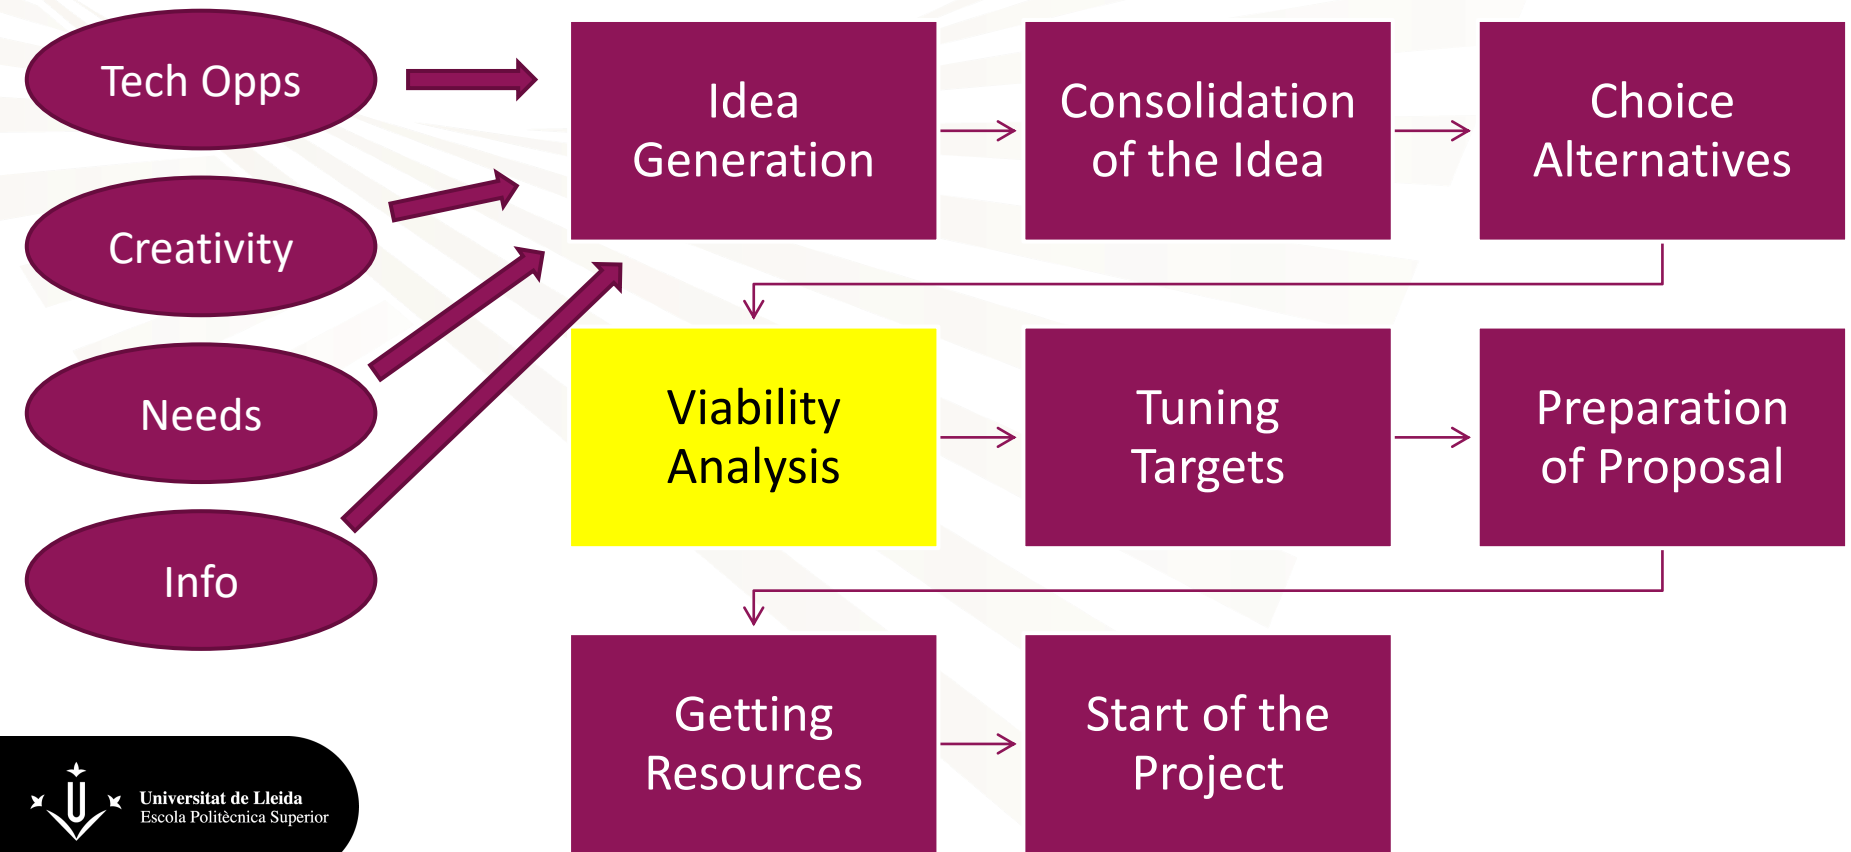 Tech Opps
Creativity
Needs
Info
Idea
Generation
Consolidation
of the Idea
Choice
Alternatives
Viability
Analysis
Tuning
Targets
Preparation
of Proposal
Getting
Resources
Start of the
Project
Universitat de Lleida
Escola Politècnica Superior